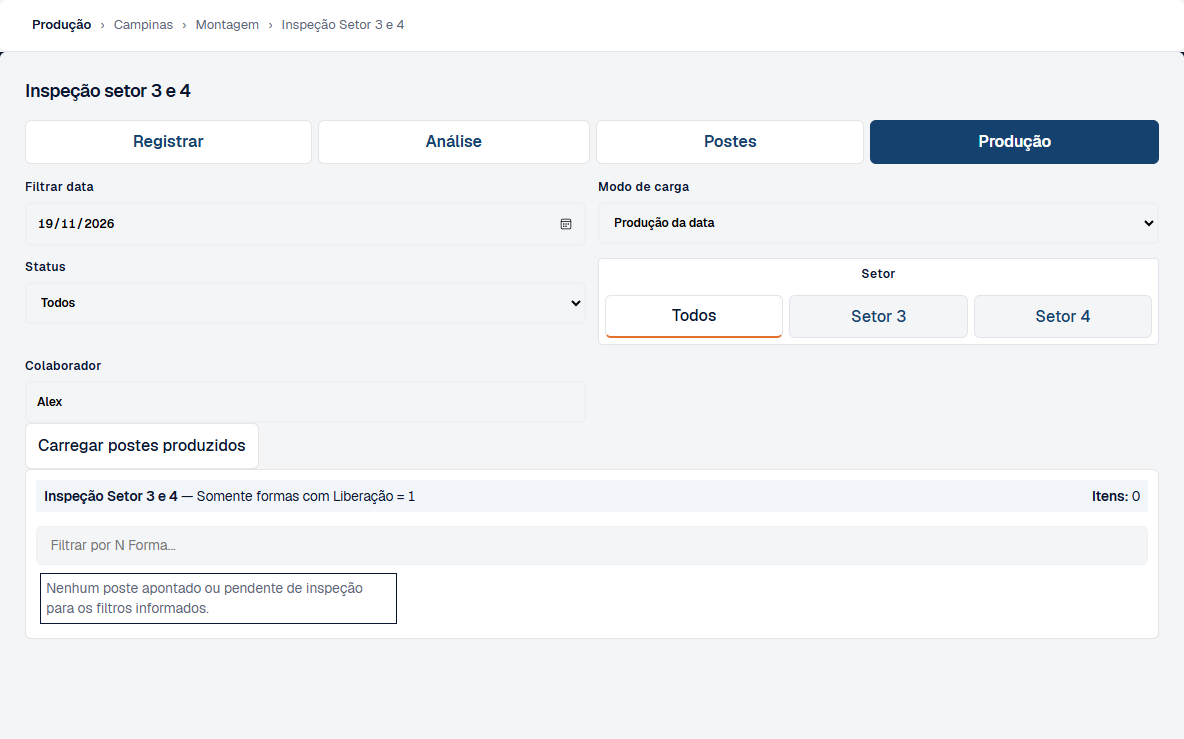 Produção › Campinas › Montagem › Inspeção Setor 3 e 4
Inspeção setor 3 e 4
Registrar Análise Postes Produção
Filtrar data Modo de carga
19/11/2026 Produção da data
Status Setor
Todos Todos Setor 3 Setor 4
Colaborador
Alex
Carregar postes produzidos
Inspeção Setor 3 e 4 — Somente formas com Liberação = 1 Itens: 0
Filtrar por N Forma...
Nenhum poste apontado ou pendente de inspeção
para os filtros informados.